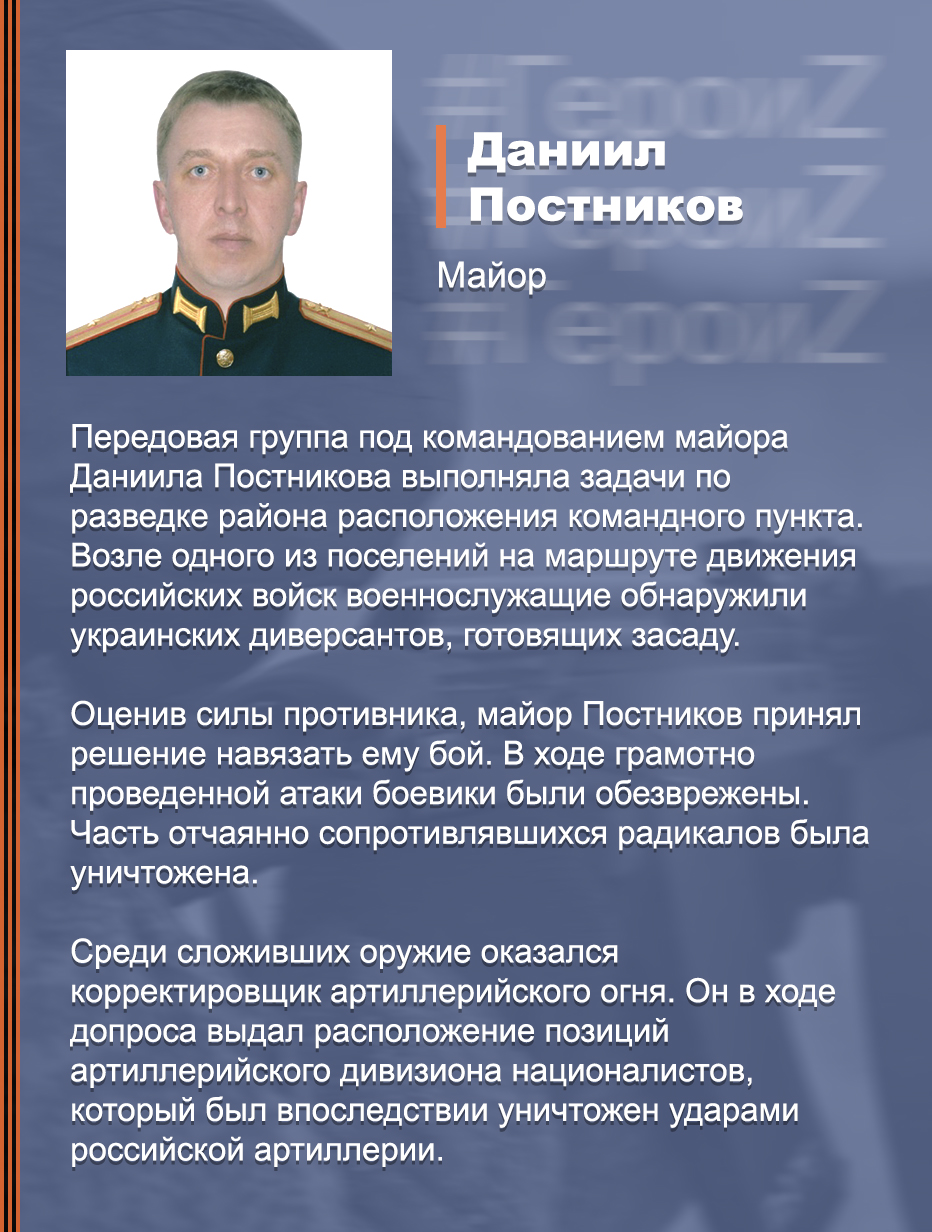 #ГероиZ
#ГероиZ
#ГероиZ
Даниил
Постников
Майор
Передовая группа под командованием майора
Даниила Постникова выполняла задачи по
разведке района расположения командного пункта.
Возле одного из поселений на маршруте движения
российских войск военнослужащие обнаружили
украинских диверсантов, готовящих засаду.
Оценив силы противника, майор Постников принял
решение навязать ему бой. В ходе грамотно
проведенной атаки боевики были обезврежены.
Часть отчаянно сопротивлявшихся радикалов была
уничтожена.
Среди сложивших оружие оказался
корректировщик артиллерийского огня. Он в ходе
допроса выдал расположение позиций
артиллерийского дивизиона националистов,
который был впоследствии уничтожен ударами
российской артиллерии.